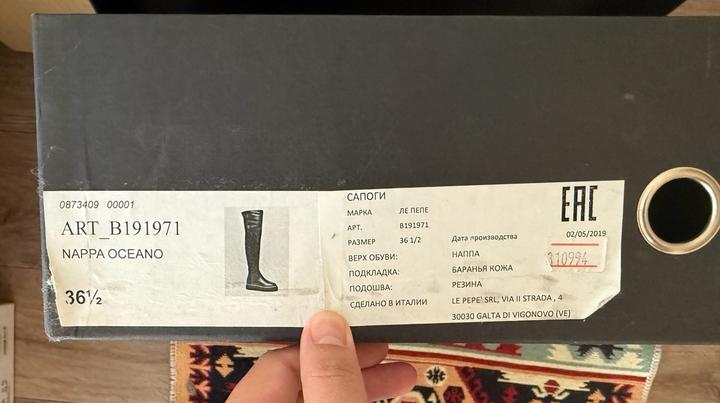 0873409 00001
ART_B191971
NAPPA OCEANO
36½
САПОГИ
МАРКА ЛЕ ПЕПЕ
АРТ. B191971
РАЗМЕР 36 1/2
Дата производства 02/05/2019
ВЕРХ ОБУВИ: НАППА
ПОДКЛАДКА: БАРАНЬЯ КОЖА
ПОДОШВА: РЕЗИНА
СДЕЛАНО В ИТАЛИИ LE PEPE' SRL, VIA II STRADA , 4
30030 GALTA DI VIGONOVO (VE)
EAC
310994